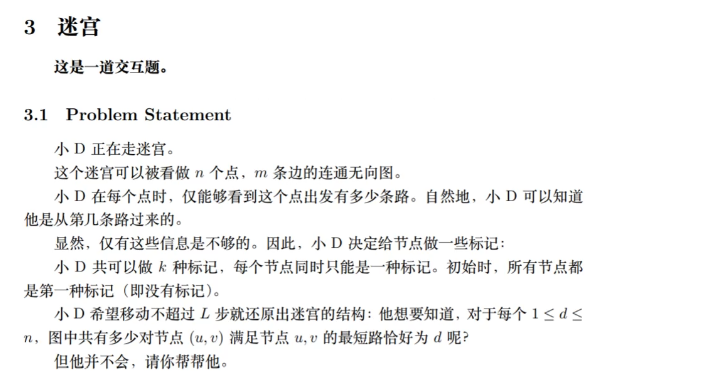 3 迷宫
这是一道交互题。
3.1 Problem Statement
小 D 正在走迷宫。
这个迷宫可以被看做 n 个点，m 条边的连通无向图。
小 D 在每个点时，仅能够看到这个点出发有多少条路。自然地，小 D 可以知道
他是从第几条路过来的。
显然，仅有这些信息是不够的。因此，小 D 决定给节点做一些标记：
小 D 共可以做 k 种标记，每个节点同时只能是一种标记。初始时，所有节点都
是第一种标记（即没有标记）。
小 D 希望移动不超过 L 步就还原出迷宫的结构：他想要知道，对于每个 1 ≤ d ≤
n，图中共有多少对节点 (u, v) 满足节点 u, v 的最短路恰好为 d 呢？
但他并不会，请你帮帮他。